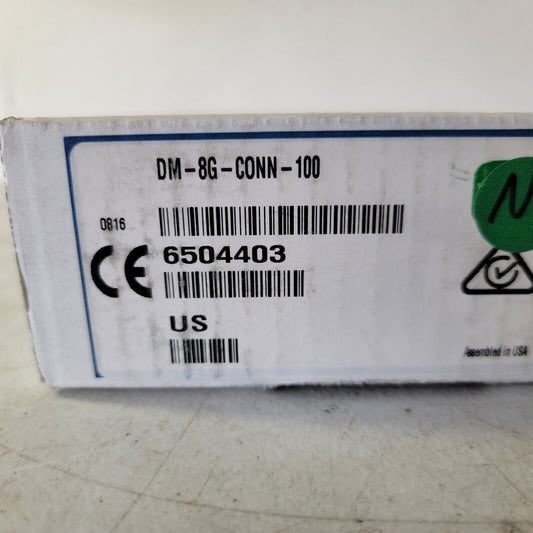 DM-8G-CONN-100
0816
CE
6504403
US
N
Assembled in USA